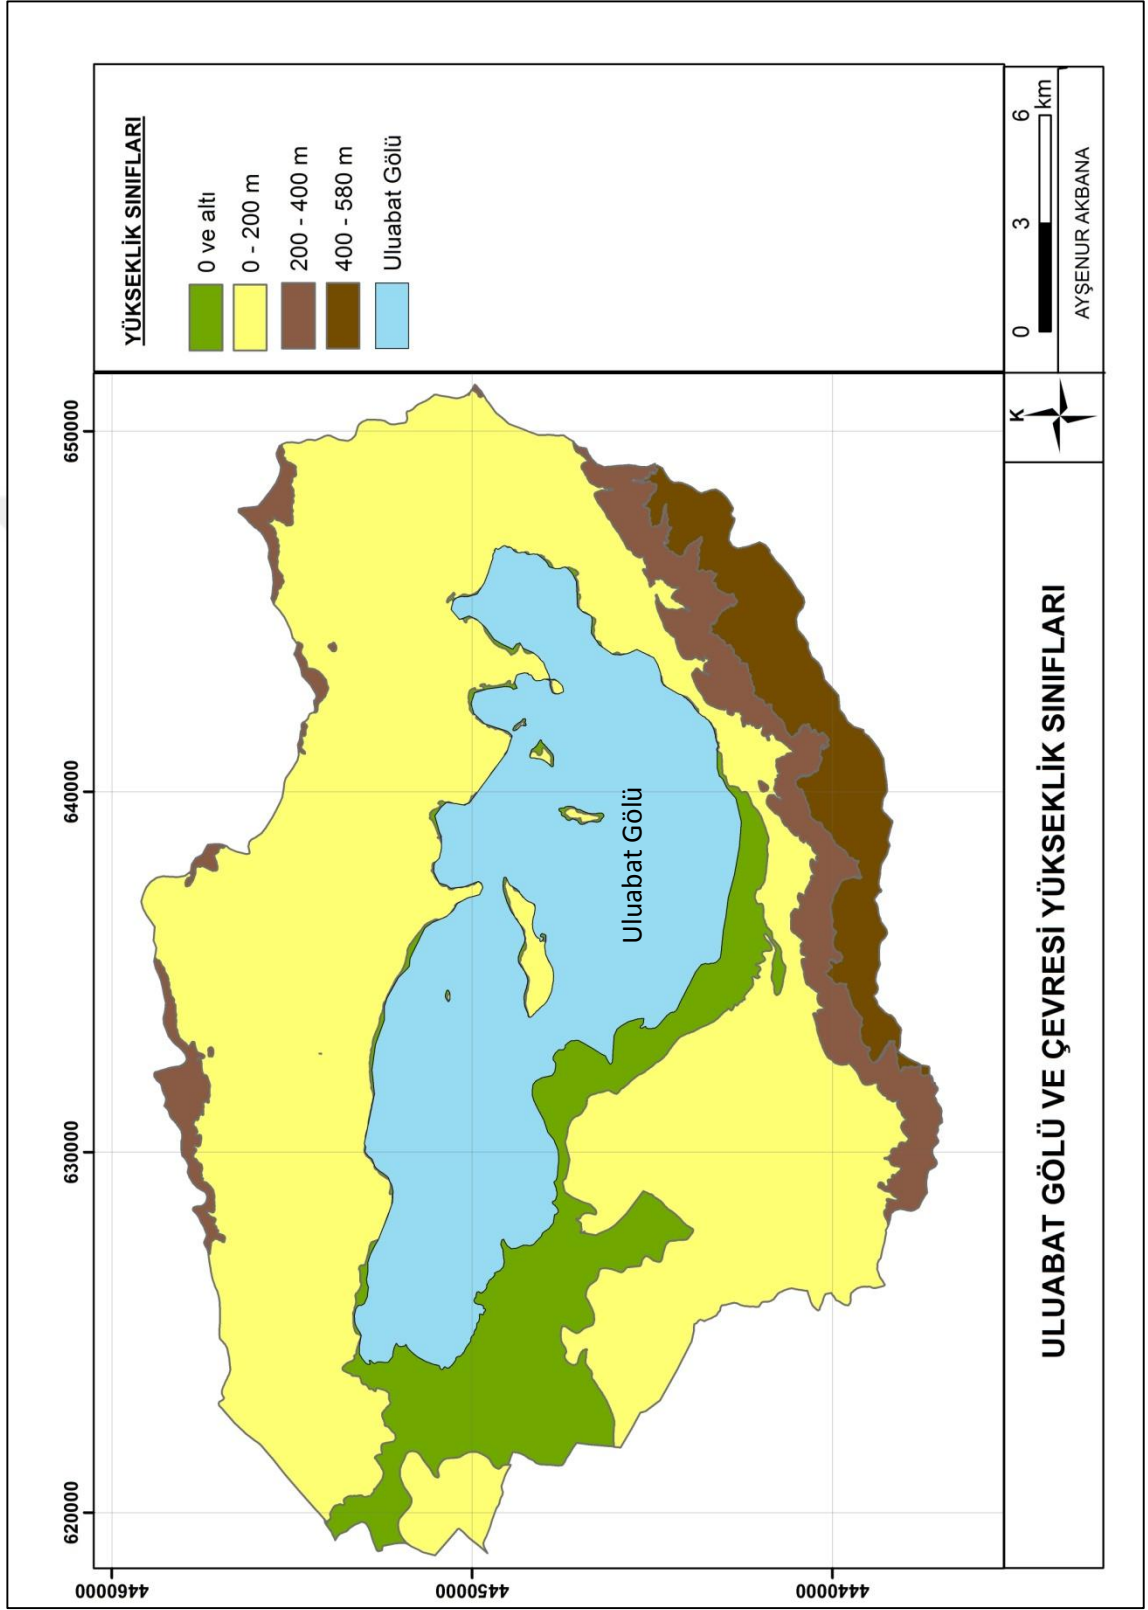 620000
630000
640000
650000
4460000
4450000
4440000
Uluabat Gölü
YÜKSEKLİK SINIFLARI
0 ve altı
0 - 200 m
200 - 400 m
400 - 580 m
Uluabat Gölü
ULUABAT GÖLÜ VE ÇEVRESİ YÜKSEKLİK SINIFLARI
K
0 3 6
km
AYŞENUR AKBANA